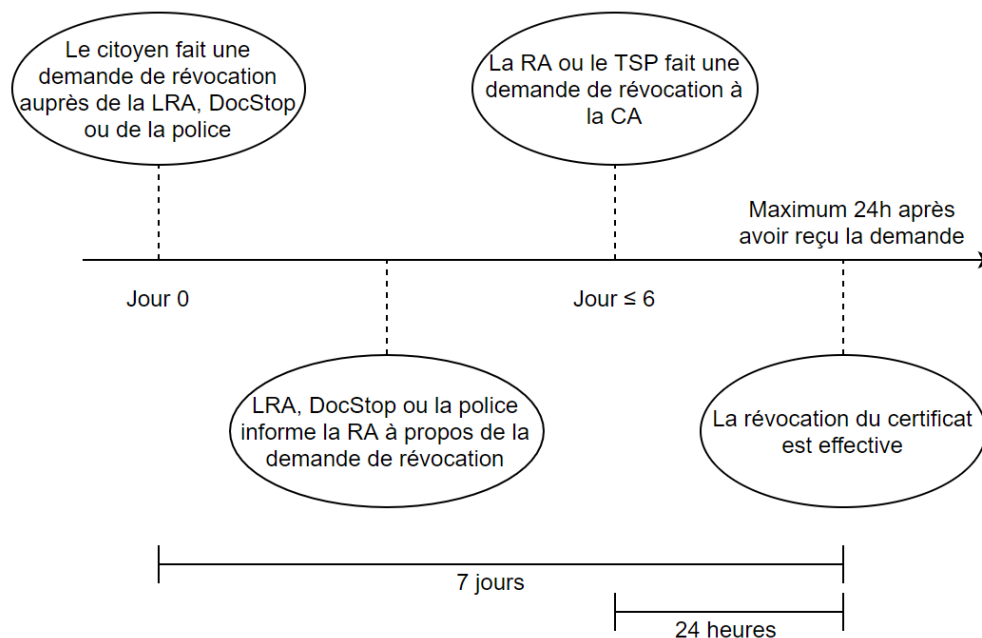 Le citoyen fait une
demande de révocation
auprès de la LRA, DocStop
ou de la police
La RA ou le TSP fait une
demande de révocation à
la CA
Maximum 24h après
avoir reçu la demande
Jour 0
Jour ≤ 6
LRA, DocStop ou la police
informe la RA à propos de la
demande de révocation
La révocation du certificat
est effective
7 jours
24 heures